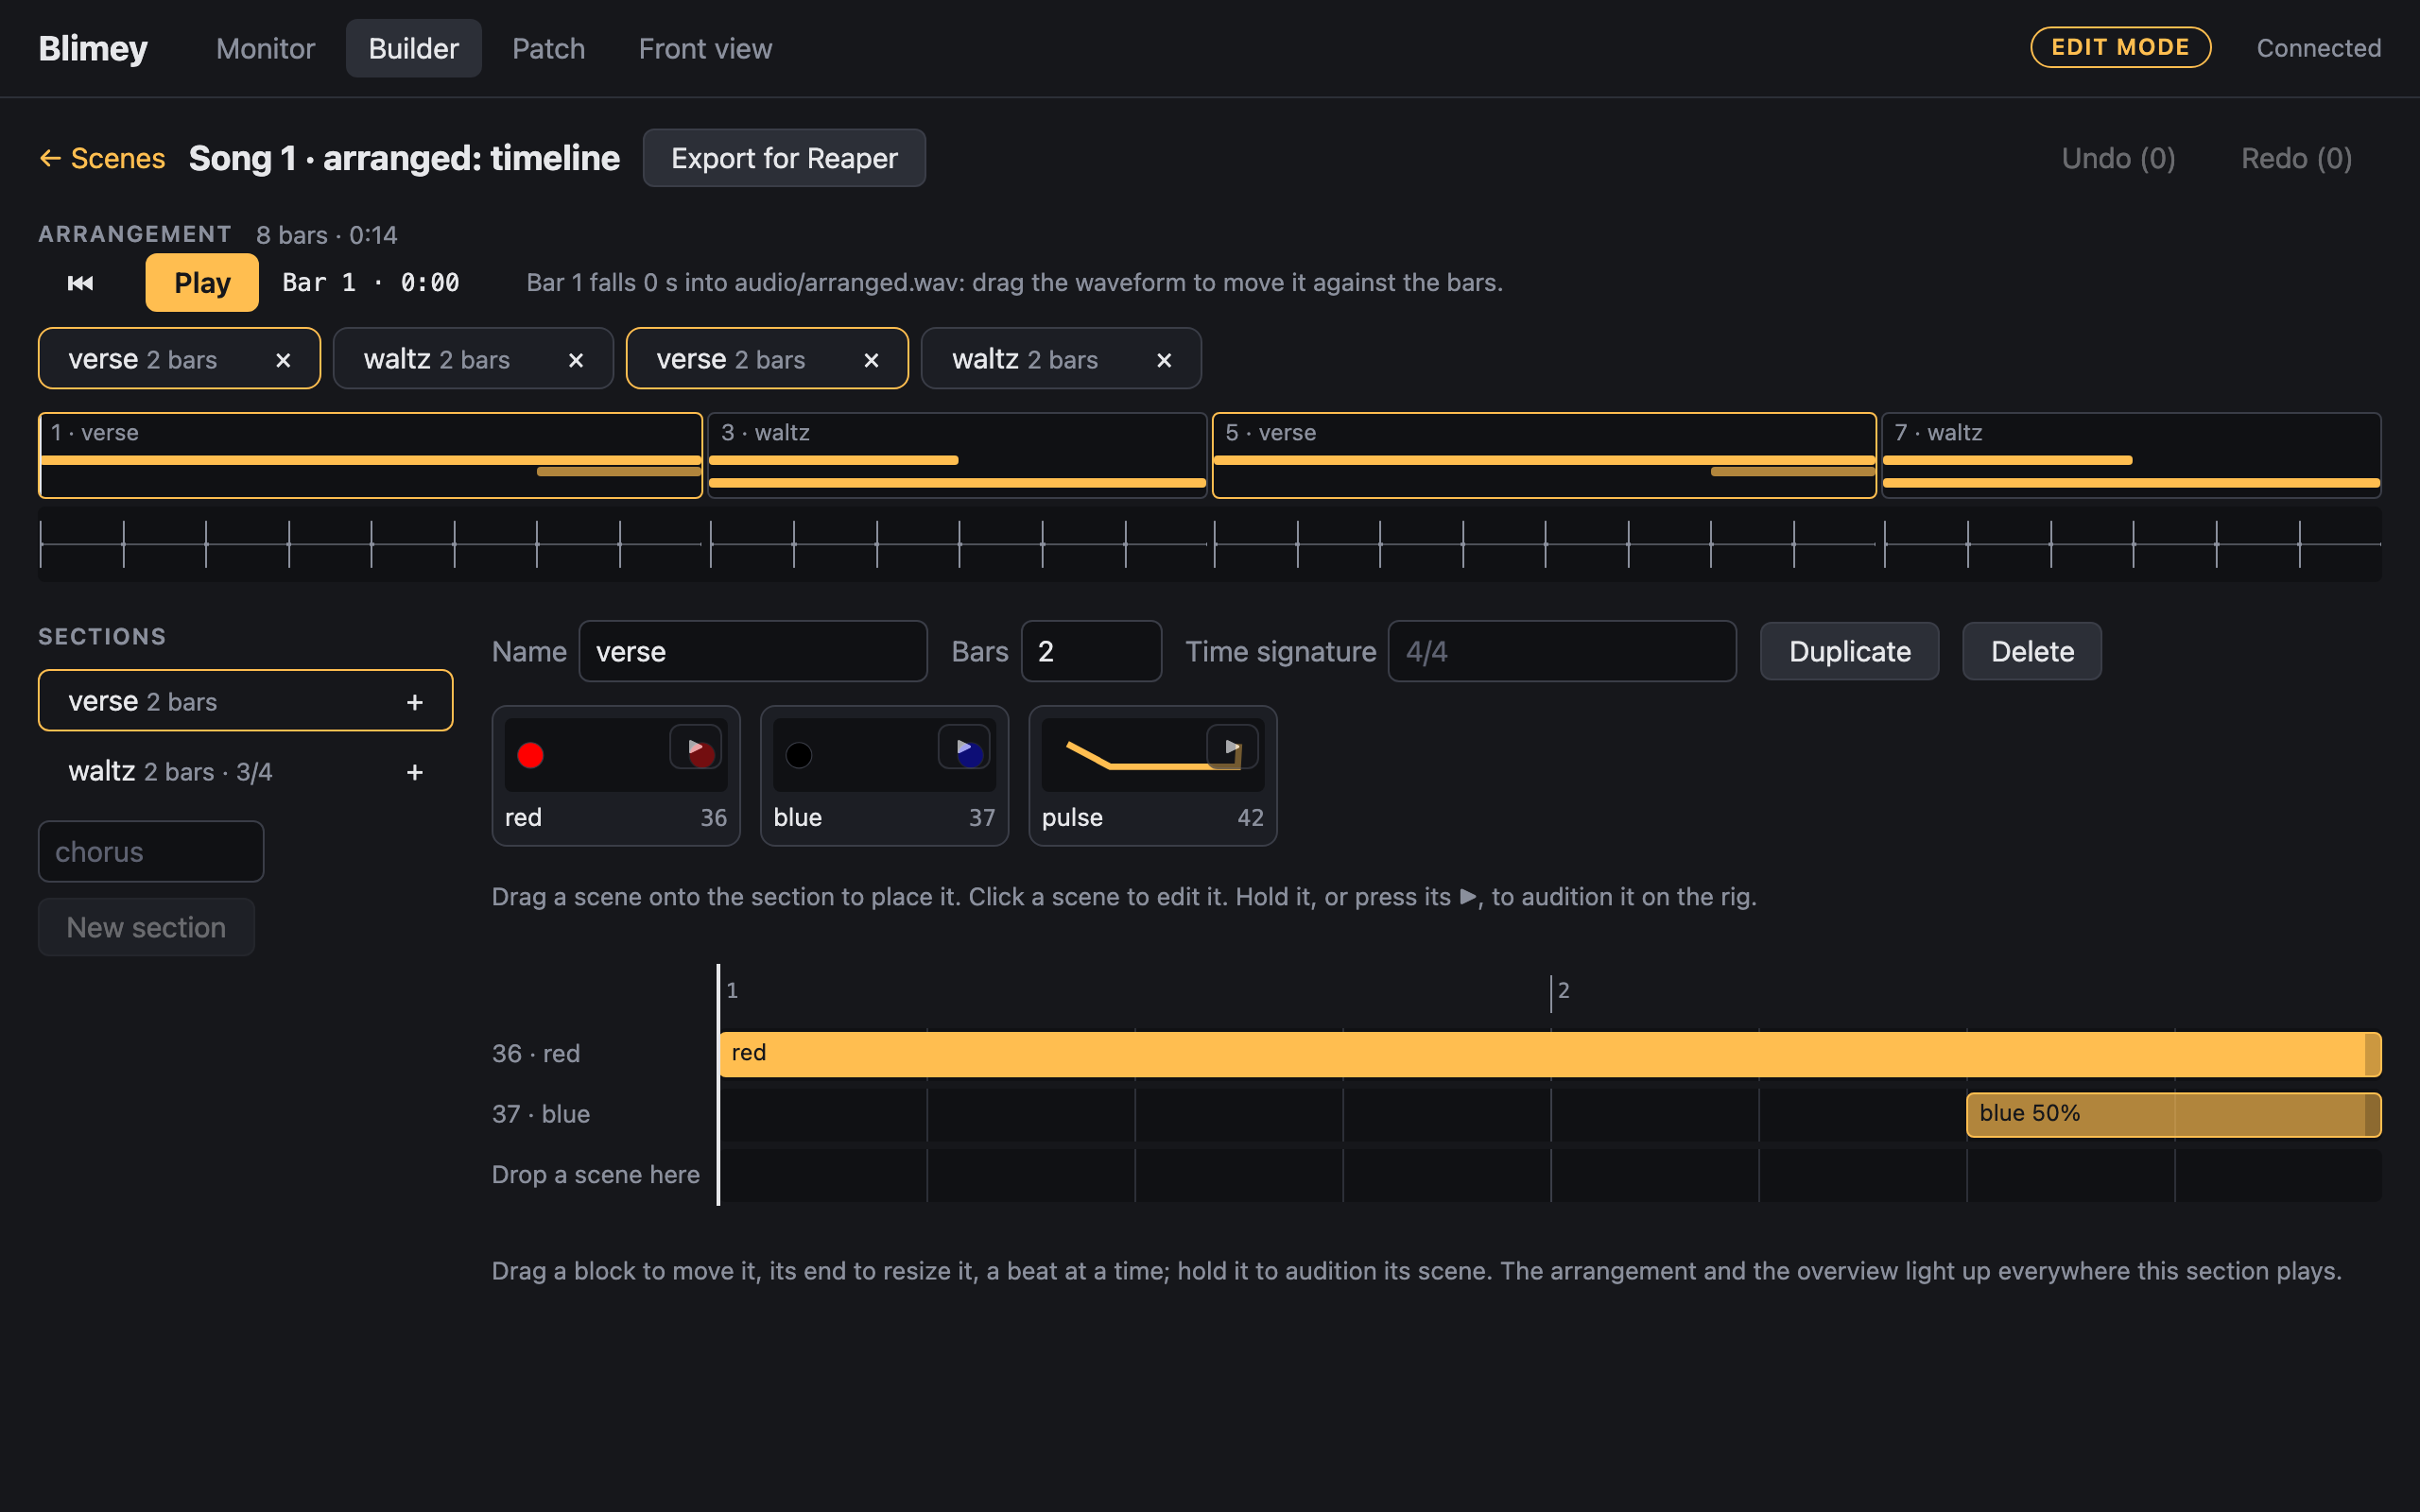 Blimey Monitor Builder Patch Front view EDIT MODE Connected
← Scenes Song 1 · arranged: timeline Export for Reaper Undo (0) Redo (0)
ARRANGEMENT 8 bars · 0:14
⏮ Play Bar 1 · 0:00 Bar 1 falls 0 s into audio/arranged.wav: drag the waveform to move it against the bars.
verse 2 bars × waltz 2 bars × verse 2 bars × waltz 2 bars ×
1 · verse 3 · waltz 5 · verse 7 · waltz
SECTIONS
verse 2 bars +
waltz 2 bars · 3/4 +
chorus
New section
Name verse Bars 2 Time signature 4/4 Duplicate Delete
red 36 blue 37 pulse 42
Drag a scene onto the section to place it. Click a scene to edit it. Hold it, or press its ▶, to audition it on the rig.
1 2
36 · red red
37 · blue blue 50%
Drop a scene here
Drag a block to move it, its end to resize it, a beat at a time; hold it to audition its scene. The arrangement and the overview light up everywhere this section plays.